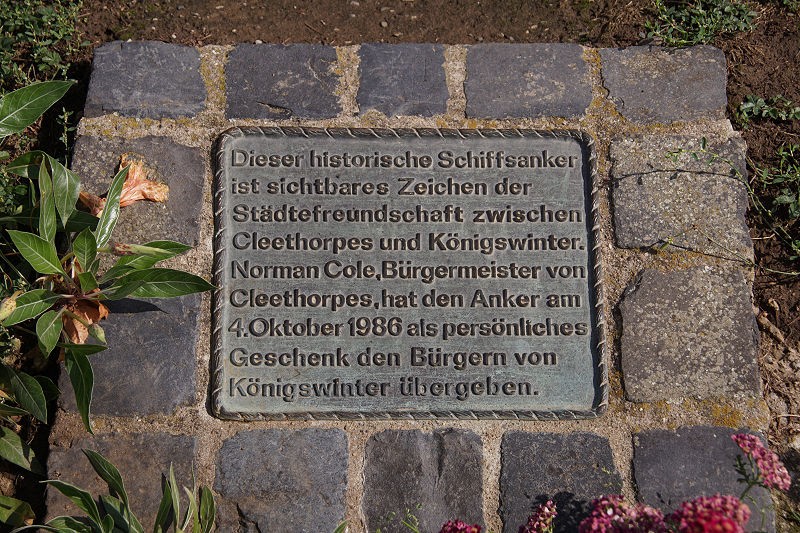 Dieser historische Schiffsanker
ist sichtbares Zeichen der
Städtefreundschaft zwischen
Cleethorpes und Königswinter.
Norman Cole,Bürgermeister von
Cleethorpes,hat den Anker am
4.Oktober 1986 als persönliches
Geschenk den Bürgern von
Königswinter übergeben.